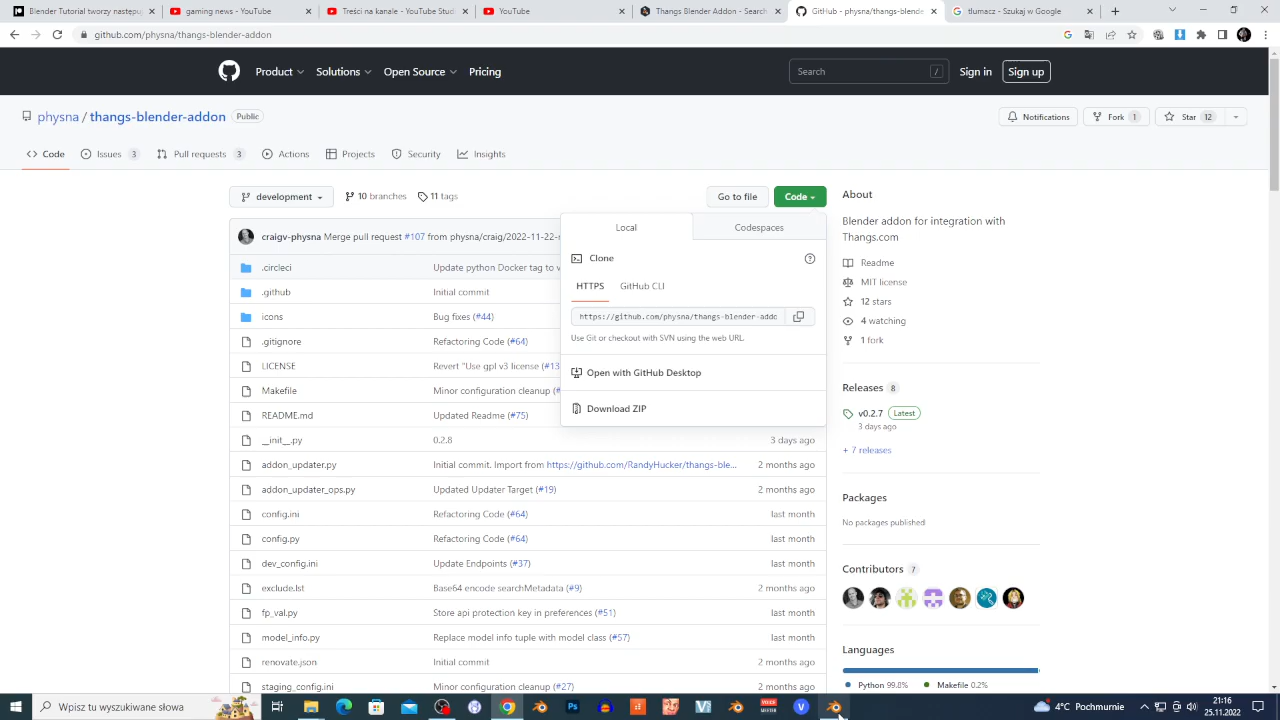 Blender Tutorial tworzy następu
gaming news - YouTube
Treści na kanale - YouTube Studi
YouTube
Thangs Blender Addon - Search
GitHub - physna/thangs-blende
tlumacz - Szukaj w Google
github.com/physna/thangs-blender-addon
Product Solutions Open Source Pricing
Search /
Sign in
Sign up
physna / thangs-blender-addon Public
Notifications
Fork 1
Star 12
Code
Issues 3
Pull requests 3
Actions
Projects
Security
Insights
development
10 branches
11 tags
Go to file
Code
craigv-physna Merge pull request #107 from physna/craig/2022-11-22-
.circleci Update python Docker tag to v
.github Initial commit
icons Bug fixes (#44)
.gitignore Refactoring Code (#64)
LICENSE Revert "Use gpl v3 license (#13
Makefile Minor configuration cleanup (#
README.md Updated Readme (#75)
__init__.py 0.2.8 3 days ago
addon_updater.py Initial commit. Import from https://github.com/RandyHucker/thangs-ble... 2 months ago
addon_updater_ops.py Updated Updater Target (#19) 2 months ago
config.ini Refactoring Code (#64) last month
config.py Refactoring Code (#64) last month
dev_config.ini Update Endpoints (#37) last month
exclude.lst Base64 encode searchMetadata (#9) 2 months ago
fp_val.py Store api protection key in preferences (#51) last month
model_info.py Replace model info tuple with model class (#57) last month
renovate.json Initial commit 2 months ago
staging_config.ini Minor configuration cleanup (#27) 2 months ago
Local
Codespaces
Clone
HTTPS
GitHub CLI
https://github.com/physna/thangs-blender-addo
Use Git or checkout with SVN using the web URL.
Open with GitHub Desktop
Download ZIP
About
Blender addon for integration with
Thangs.com
Readme
MIT license
12 stars
4 watching
1 fork
Releases 8
v0.2.7 Latest
3 days ago
+ 7 releases
Packages
No packages published
Contributors 7
Languages
Python 99.8%
Makefile 0.2%
Wpisz tu wyszukiwane słowa
4°C Pochmurnie
21:16
25.11.2022